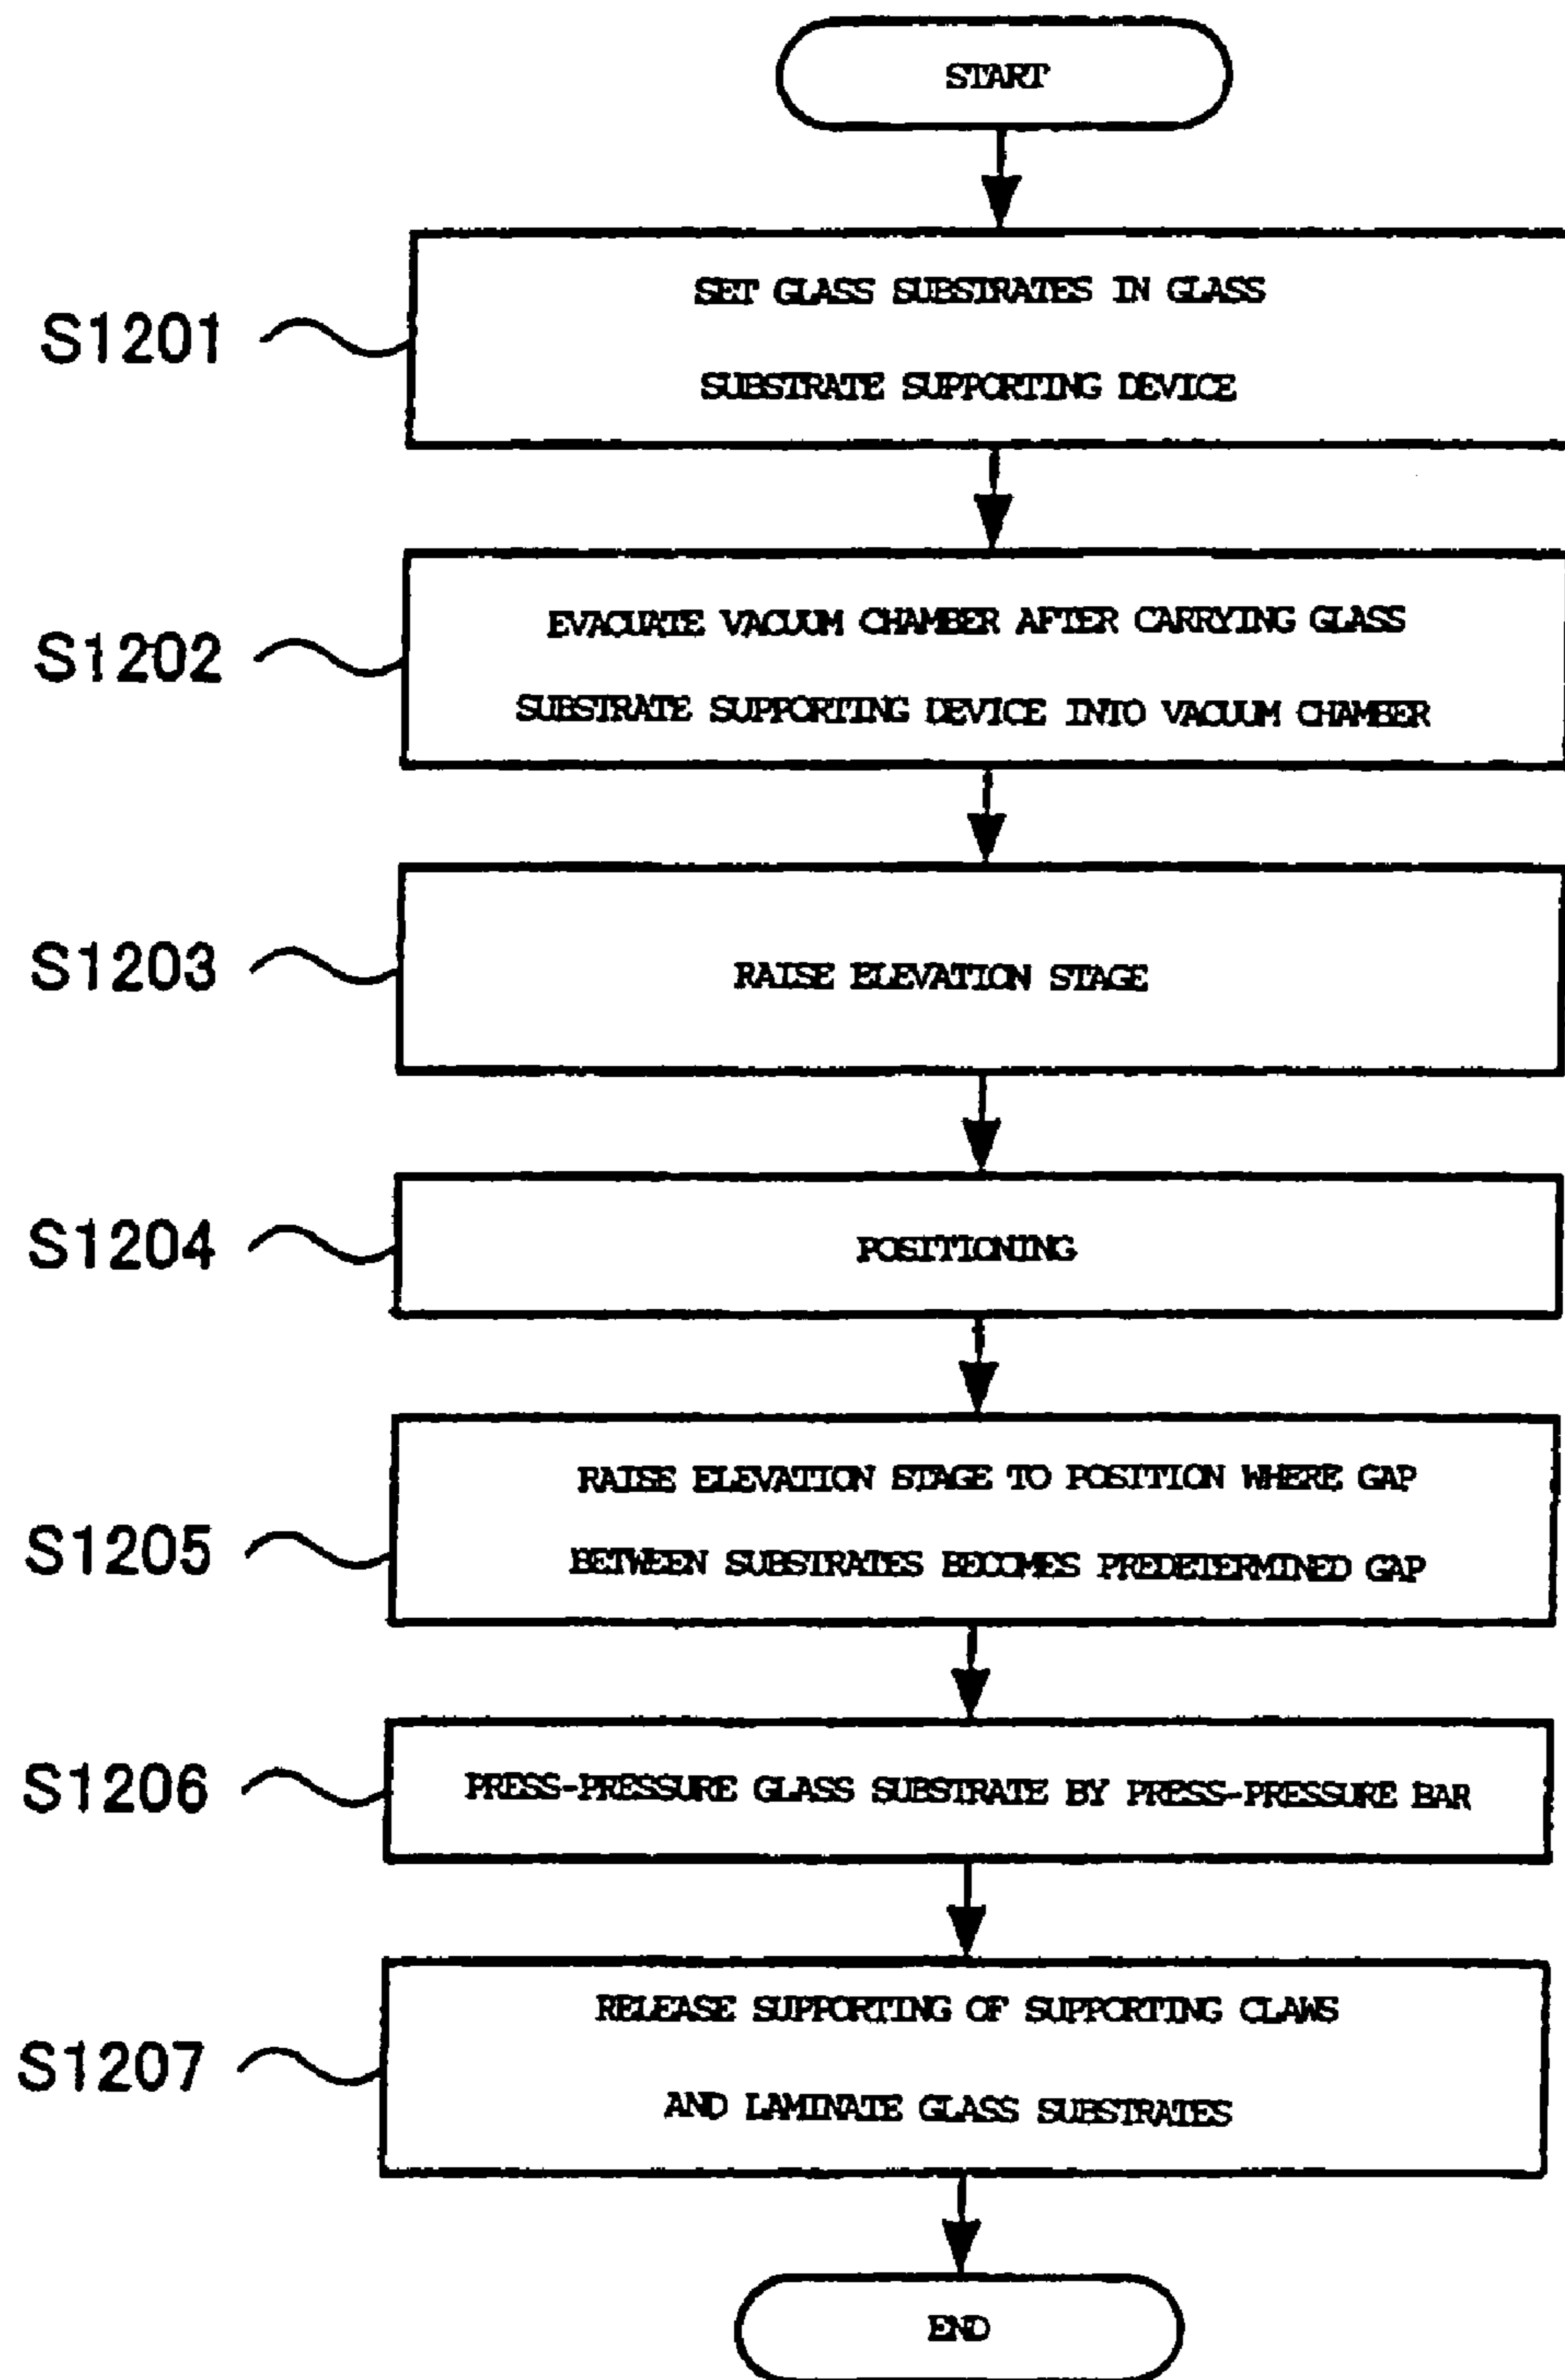 START
S1201
SET GLASS SUBSTRATES IN GLASS
SUBSTRATE SUPPORTING DEVICE
S1202
EVACUATE VACUUM CHAMBER AFTER CARRYING GLASS
SUBSTRATE SUPPORTING DEVICE INTO VACUUM CHAMBER
S1203
RAISE ELEVATION STAGE
S1204
POSITIONING
S1205
RAISE ELEVATION STAGE TO POSITION WHERE GAP
BETWEEN SUBSTRATES BECOMES PREDETERMINED GAP
S1206
PRESS-PRESSURE GLASS SUBSTRATE BY PRESS-PRESSURE BAR
S1207
RELEASE SUPPORTING OF SUPPORTING CLAWS
AND LAMINATE GLASS SUBSTRATES
END